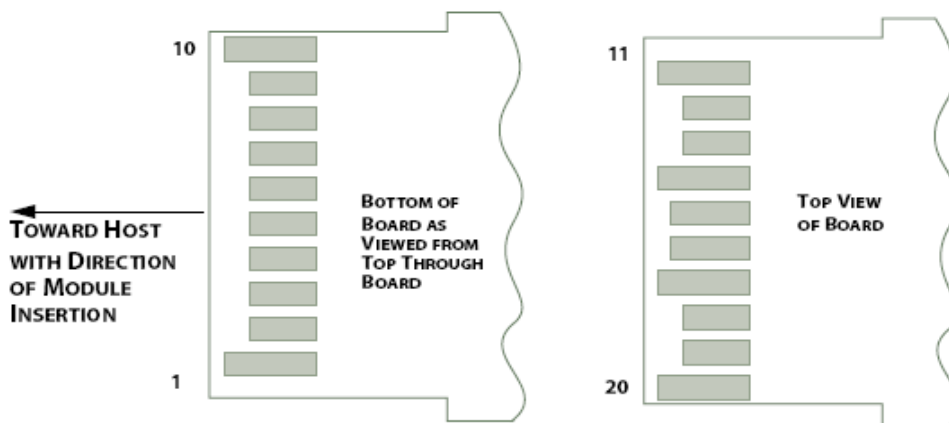 10
1
TOWARD HOST
WITH DIRECTION
OF MODULE
INSERTION
BOTTOM OF
BOARD AS
VIEWED FROM
TOP THROUGH
BOARD
11
20
TOP VIEW
OF BOARD